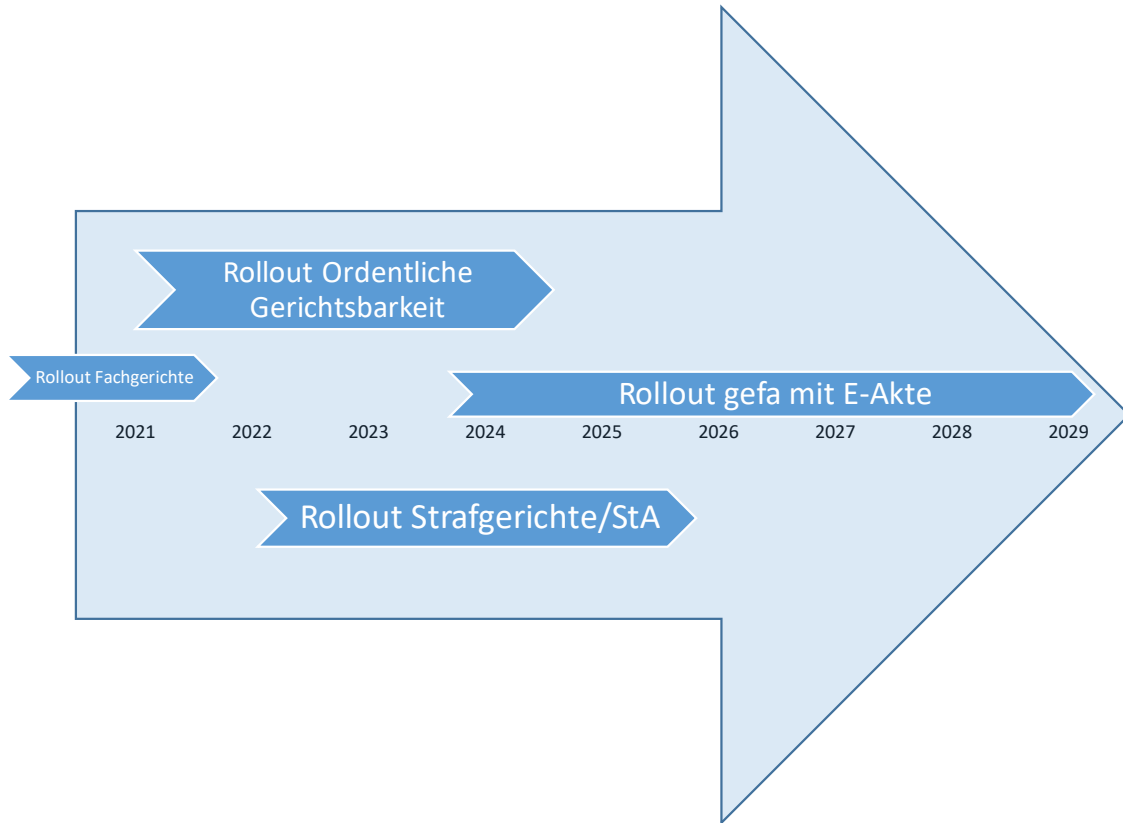 Rollout Ordentliche
Gerichtsbarkeit
Rollout Fachgerichte
Rollout gefa mit E-Akte
2021 2022 2023 2024 2025 2026 2027 2028 2029
Rollout Strafgerichte/StA